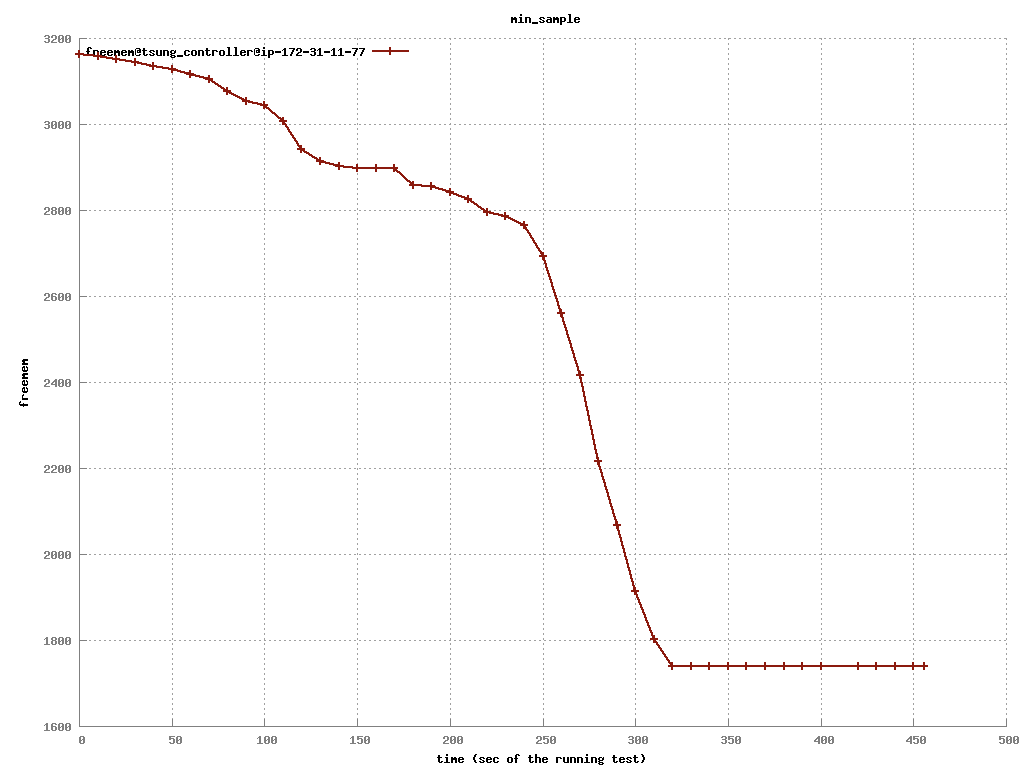 min_sample
3200
freemem@tsung_controller@ip-172-31-11-77
3000
2800
2600
2400
freemem
2200
2000
1800
1600
0 50 100 150 200 250 300 350 400 450 500
time (sec of the running test)